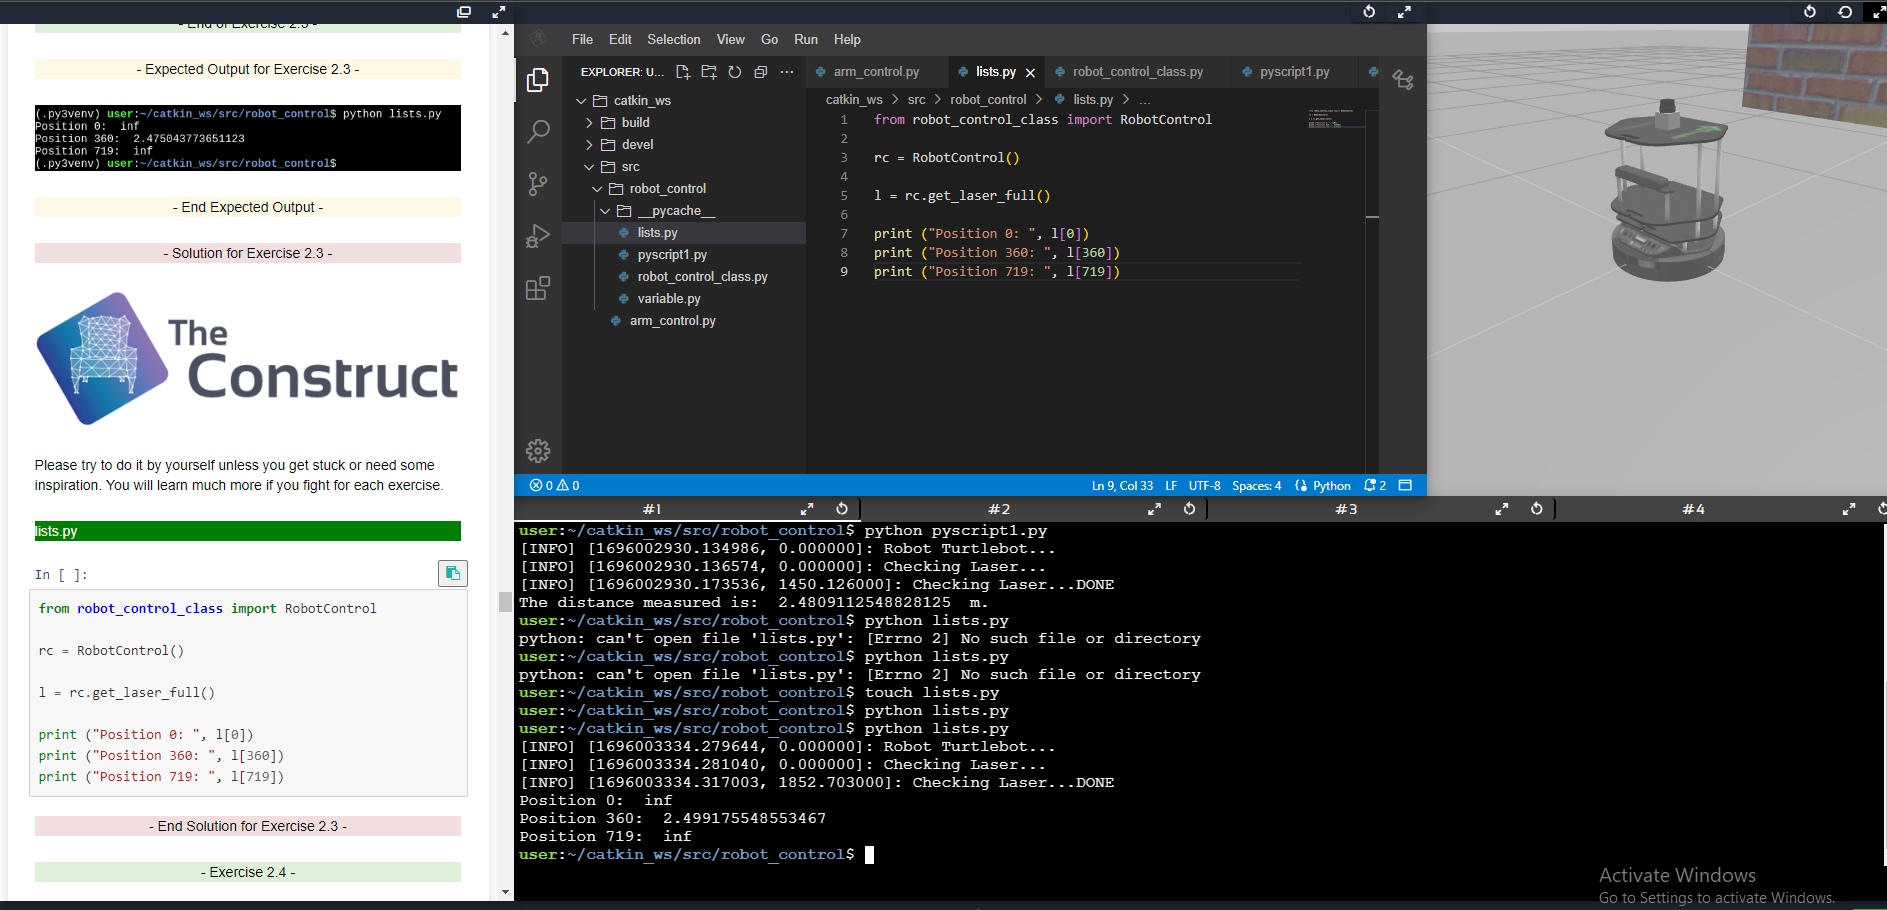 - End of Exercise 2.3 -
- Expected Output for Exercise 2.3 -
(.py3venv) user:~/catkin_ws/src/robot_control$ python lists.py
Position 0:  inf
Position 360:  2.475043773651123
Position 719:  inf
(.py3venv) user:~/catkin_ws/src/robot_control$
- End Expected Output -
- Solution for Exercise 2.3 -
The
Construct
Please try to do it by yourself unless you get stuck or need some
inspiration. You will learn much more if you fight for each exercise.
lists.py
In [ ]:
from robot_control_class import RobotControl
rc = RobotControl()
l = rc.get_laser_full()
print ("Position 0: ", l[0])
print ("Position 360: ", l[360])
print ("Position 719: ", l[719])
- End Solution for Exercise 2.3 -
- Exercise 2.4 -
File Edit Selection View Go Run Help
EXPLORER: U...
catkin_ws
build
devel
src
robot_control
__pycache__
lists.py
pyscript1.py
robot_control_class.py
variable.py
arm_control.py
arm_control.py lists.py robot_control_class.py pyscript1.py
catkin_ws > src > robot_control > lists.py > ...
1 from robot_control_class import RobotControl
2
3 rc = RobotControl()
4
5 l = rc.get_laser_full()
6
7 print ("Position 0: ", l[0])
8 print ("Position 360: ", l[360])
9 print ("Position 719: ", l[719])
0 0 Ln 9, Col 33 LF UTF-8 Spaces: 4 Python 2
#1 #2 #3 #4
user:~/catkin_ws/src/robot_control$ python pyscript1.py
[INFO] [1696002930.134986, 0.000000]: Robot Turtlebot...
[INFO] [1696002930.136574, 0.000000]: Checking Laser...
[INFO] [1696002930.173536, 1450.126000]: Checking Laser...DONE
The distance measured is:  2.4809112548828125  m.
user:~/catkin_ws/src/robot_control$ python lists.py
python: can't open file 'lists.py': [Errno 2] No such file or directory
user:~/catkin_ws/src/robot_control$ python lists.py
python: can't open file 'lists.py': [Errno 2] No such file or directory
user:~/catkin_ws/src/robot_control$ touch lists.py
user:~/catkin_ws/src/robot_control$ python lists.py
user:~/catkin_ws/src/robot_control$ python lists.py
[INFO] [1696003334.279644, 0.000000]: Robot Turtlebot...
[INFO] [1696003334.281040, 0.000000]: Checking Laser...
[INFO] [1696003334.317003, 1852.703000]: Checking Laser...DONE
Position 0:  inf
Position 360:  2.499175548553467
Position 719:  inf
user:~/catkin_ws/src/robot_control$
Activate Windows
Go to Settings to activate Windows.